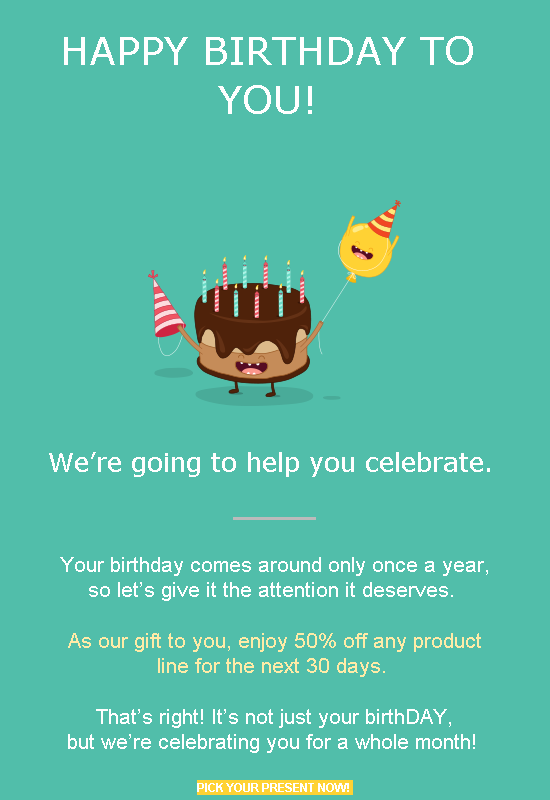 HAPPY BIRTHDAY TO
YOU!
We’re going to help you celebrate.
Your birthday comes around only once a year,
so let’s give it the attention it deserves.
As our gift to you, enjoy 50% off any product
line for the next 30 days.
That’s right! It’s not just your birthDAY,
but we’re celebrating you for a whole month!
PICK YOUR PRESENT NOW!